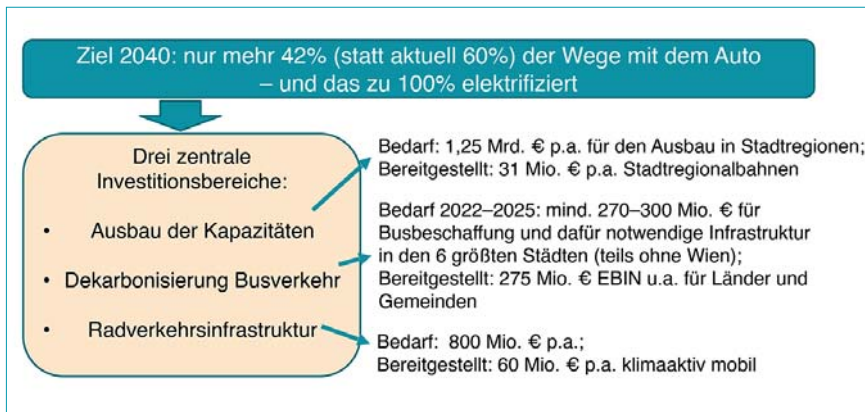 Ziel 2040: nur mehr 42% (statt aktuell 60%) der Wege mit dem Auto
– und das zu 100% elektrifiziert
Drei zentrale
Investitionsbereiche:
• Ausbau der Kapazitäten
• Dekarbonisierung Busverkehr
• Radverkehrsinfrastruktur
Bedarf: 1,25 Mrd. € p.a. für den Ausbau in Stadtregionen;
Bereitgestellt: 31 Mio. € p.a. Stadtregionalbahnen
Bedarf 2022–2025: mind. 270–300 Mio. € für
Busbeschaffung und dafür notwendige Infrastruktur
in den 6 größten Städten (teils ohne Wien);
Bereitgestellt: 275 Mio. € EBIN u.a. für Länder und
Gemeinden
Bedarf: 800 Mio. € p.a.;
Bereitgestellt: 60 Mio. € p.a. klimaaktiv mobil